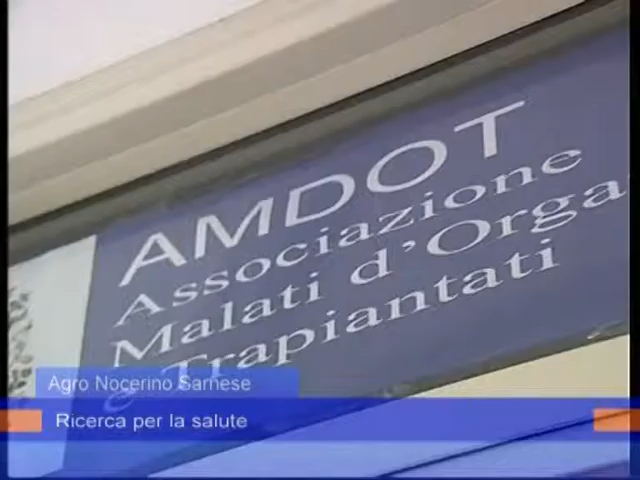 AMDOT
Associazione
Malati d'Orga
e Trapiantati
Agro Nocerino Sarnese
Ricerca per la salute